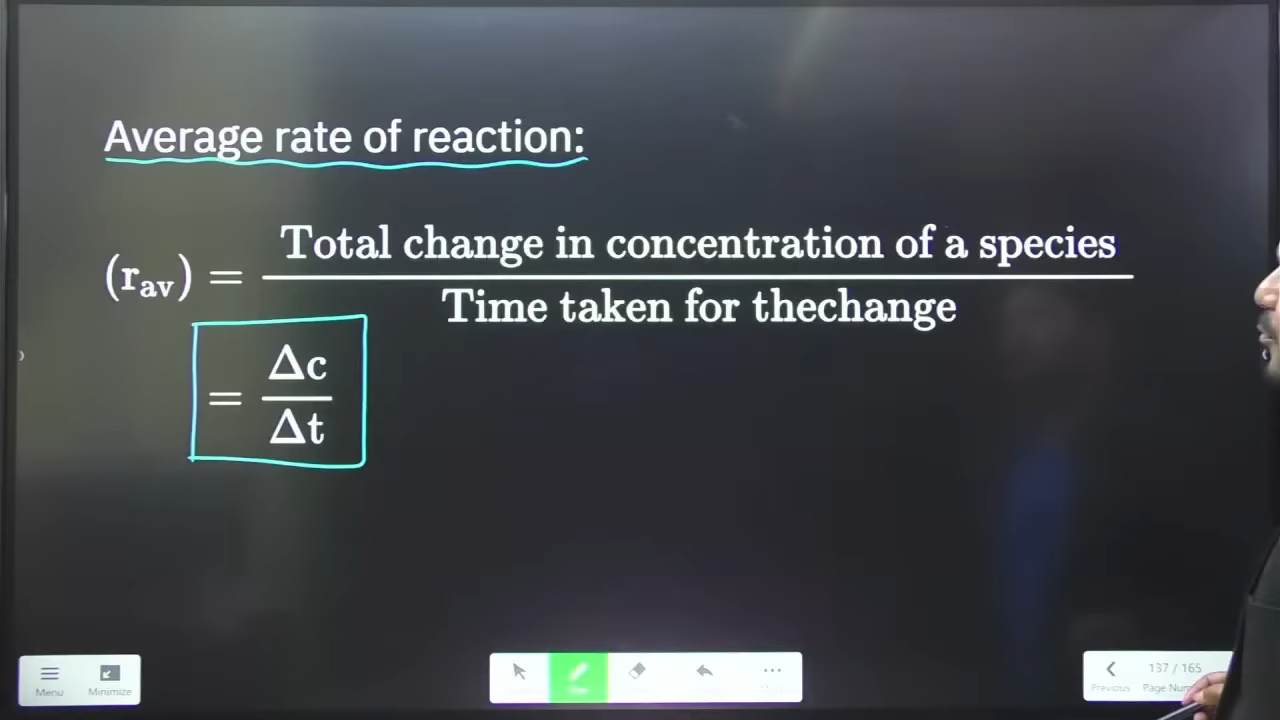 Average rate of reaction:
(r_av) = Total change in concentration of a species / Time taken for thechange
= Δc / Δt
Menu
Minimize
Previous
137 / 165